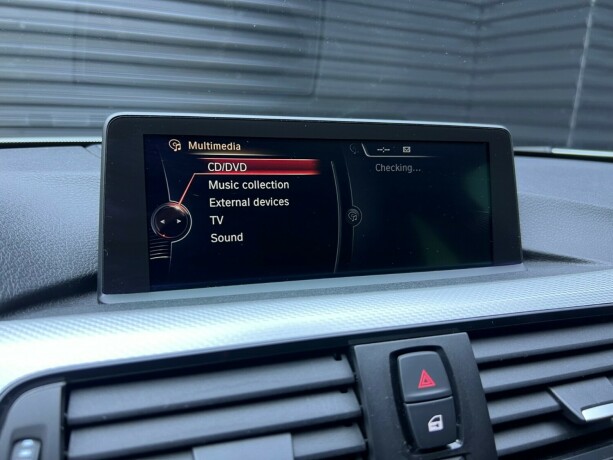 Multimedia
CD/DVD
Music collection
External devices
TV
Sound
--:--
Checking...